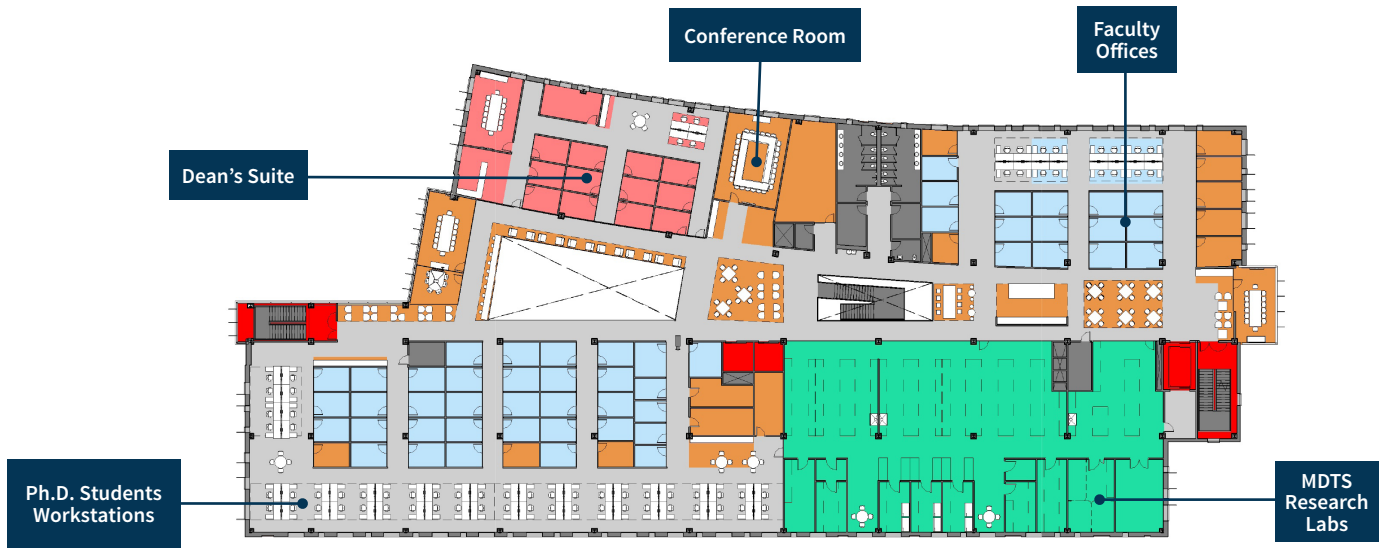 Conference Room
Faculty
Offices
Dean’s Suite
Ph.D. Students
Workstations
MDTS
Research
Labs